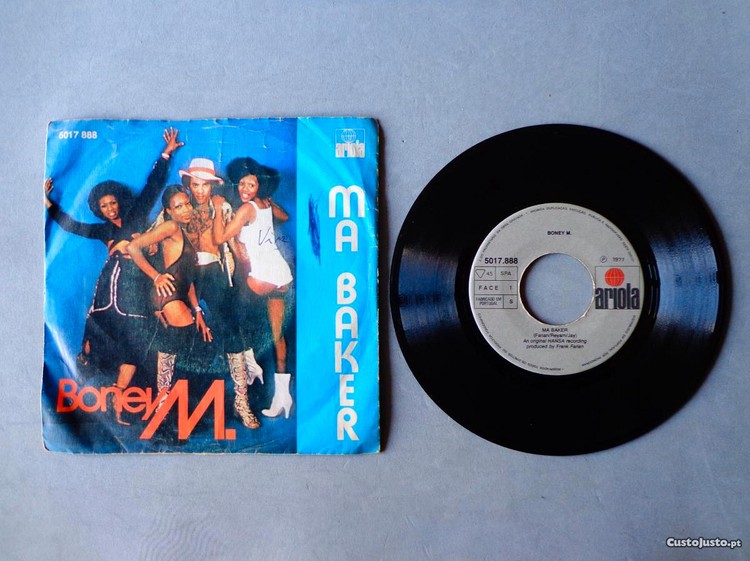 5017 888
ariola
MA BAKER
Boney M.
BONEY M.
5017.888
℗ 1977
45 SPA
FACE 1
FABRICADO EM
PORTUGAL
S
ariola
MA BAKER
(Farian/Reyam/Jay)
An original HANSA recording
produced by Frank Farian
CustoJusto.pt